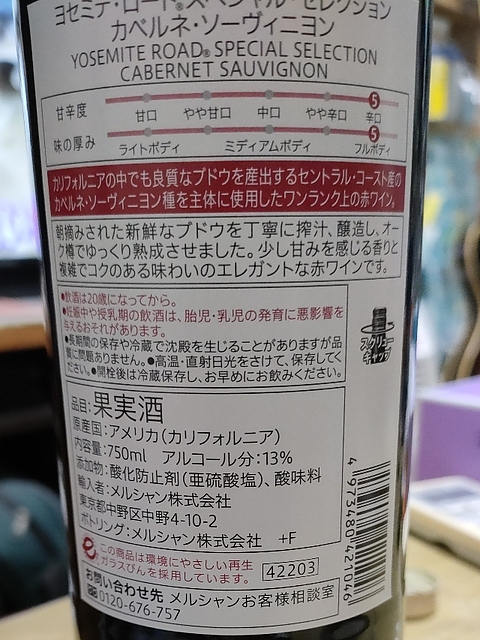 ヨセミテ・ロード®スペシャル・セレクション
カベルネ・ソーヴィニヨン
YOSEMITE ROAD® SPECIAL SELECTION
CABERNET SAUVIGNON
甘辛度
甘口 やや甘口 中口 やや辛口 5 辛口
味の厚み
ライトボディ ミディアムボディ 5 フルボディ
カリフォルニアの中でも良質なブドウを産出するセントラル・コースト産の
カベルネ・ソーヴィニヨン種を主体に使用したワンランク上の赤ワイン。
朝摘みされた新鮮なブドウを丁寧に搾汁、醸造し、オー
ク樽でゆっくり熟成させました。少し甘みを感じる香りと
複雑でコクのある味わいのエレガントな赤ワインです。
●飲酒は20歳になってから。
●妊娠中や授乳期の飲酒は、胎児・乳児の発育に悪影響を
与えるおそれがあります。
●長期間の保存や冷蔵で沈殿を生じることがありますが品
質に問題ありません。●高温・直射日光をさけて、保存してく
ださい。●開栓後は冷蔵保存し、お早めにお飲みください。
スクリュー
キャップ
品目:果実酒
原産国:アメリカ(カリフォルニア)
内容量:750ml アルコール分:13%
添加物:酸化防止剤(亜硫酸塩)、酸味料
輸入者:メルシャン株式会社
東京都中野区中野4-10-2
ボトリング:メルシャン株式会社 +F
この商品は環境にやさしい再生
ガラスびんを採用しています。 42203
お問い合わせ先 メルシャンお客様相談室
0120-676-757
4973480421046